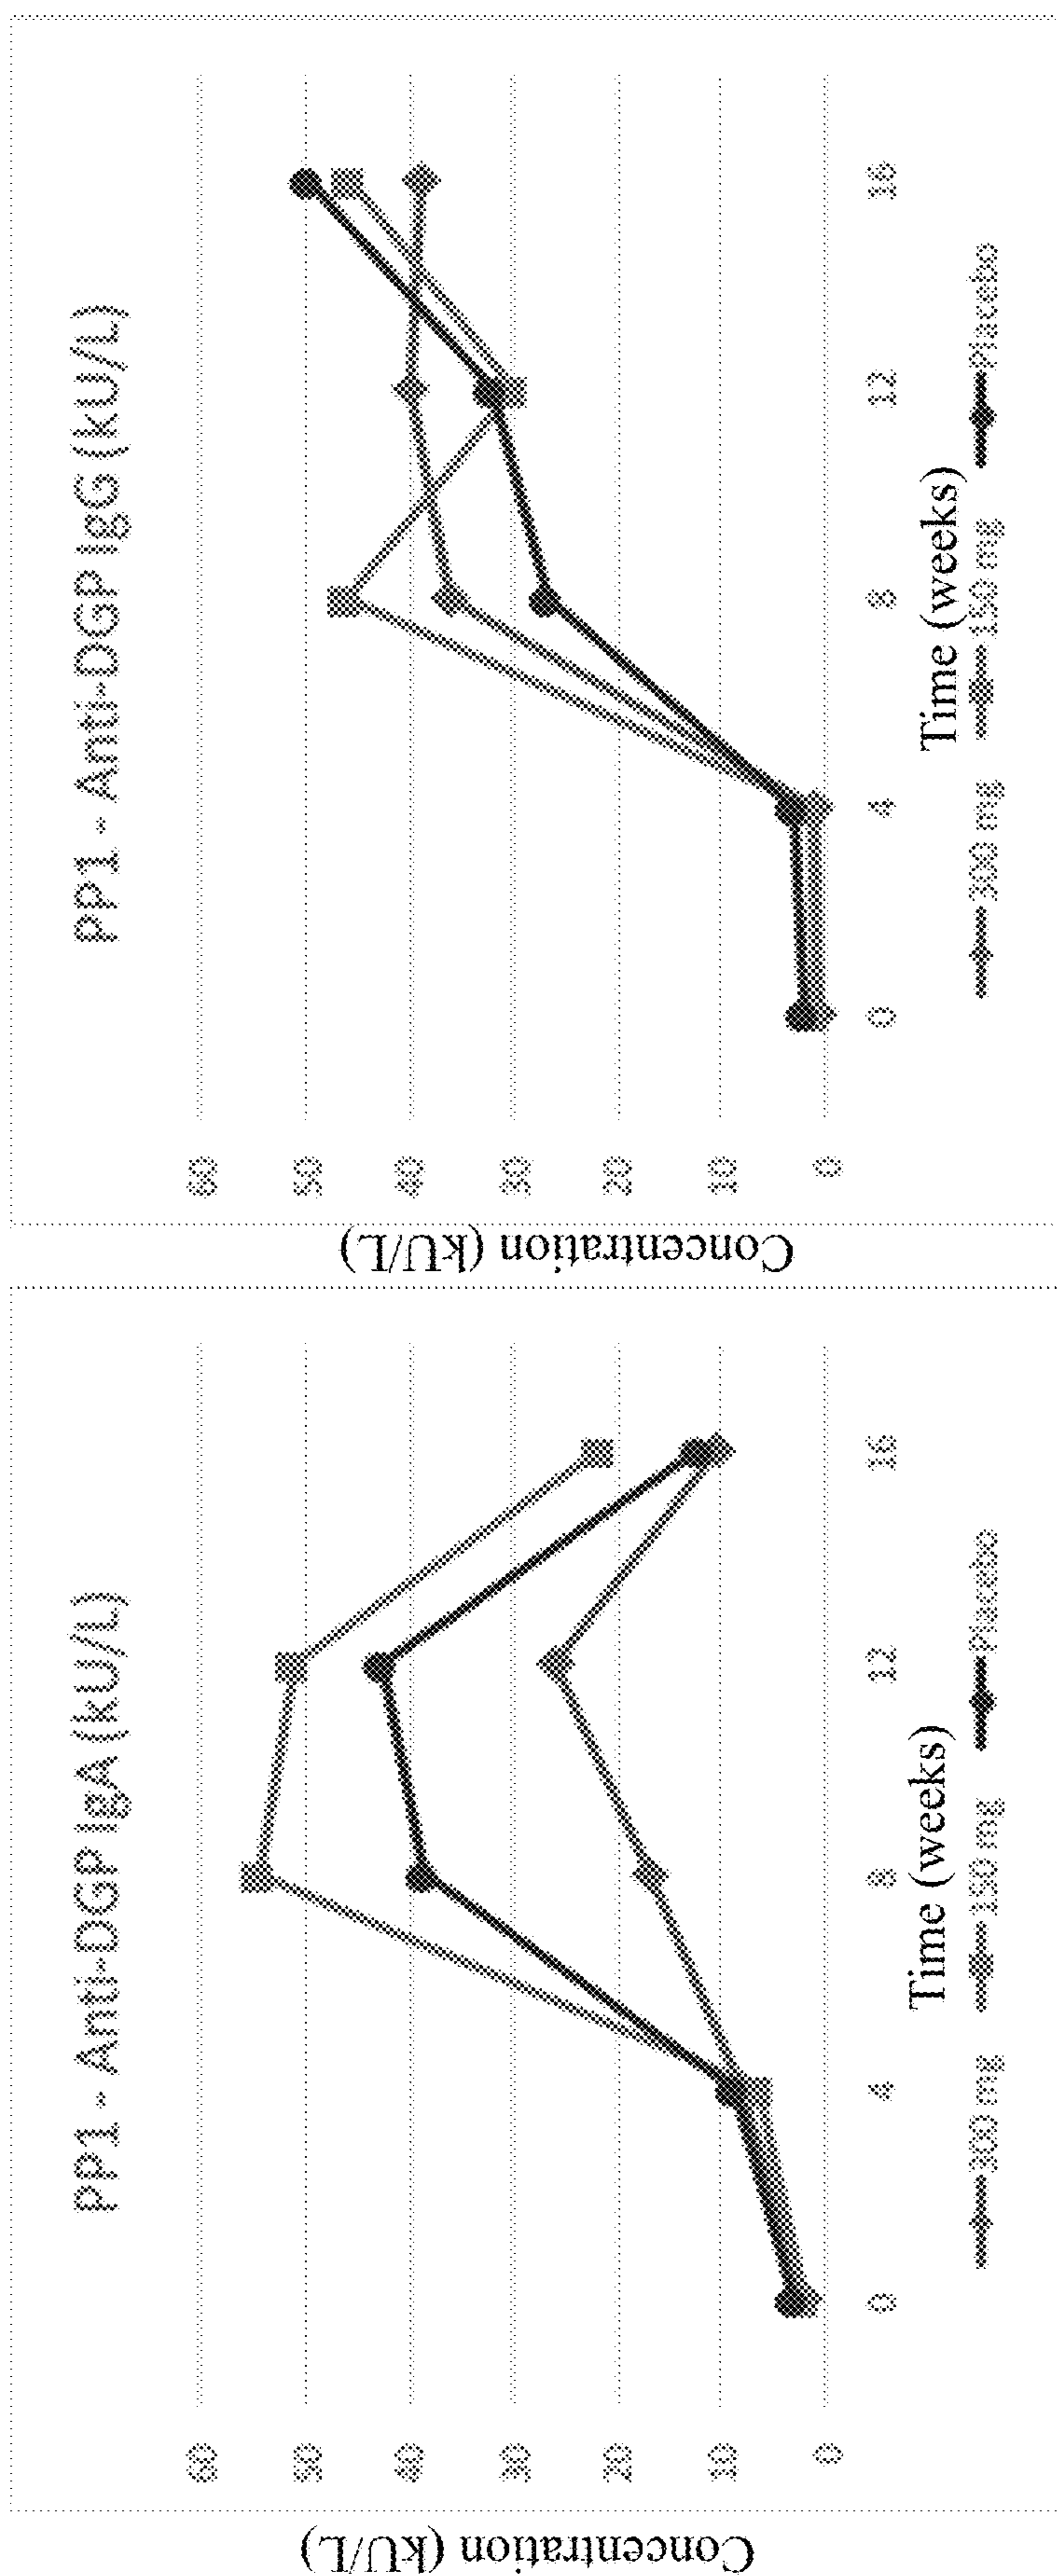 PP1 - Anti-DGP IgA (kU/L)
Concentration (kU/L)
60
50
40
30
20
10
0
0 4 8 12 16
Time (weeks)
300 mg 150 mg Placebo
PP1 - Anti-DGP IgG (kU/L)
Concentration (kU/L)
60
50
40
30
20
10
0
0 4 8 12 16
Time (weeks)
300 mg 150 mg Placebo